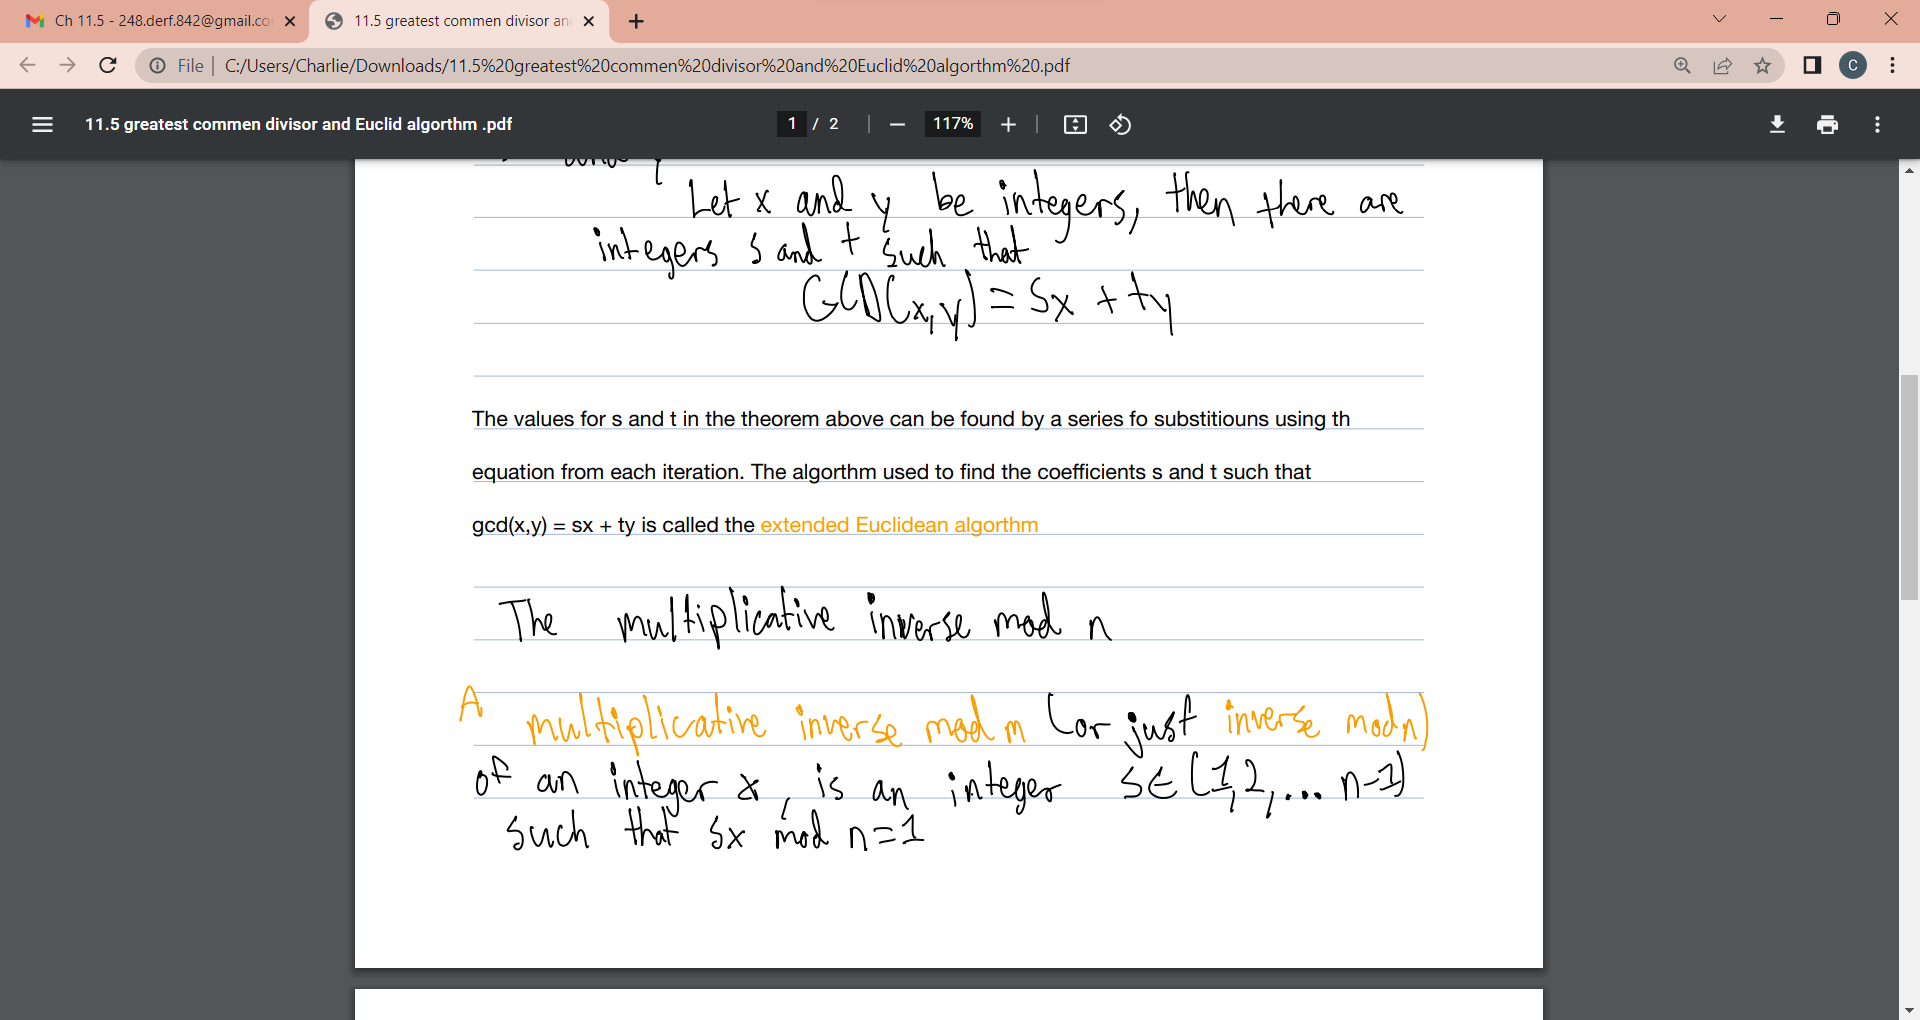 Ch 11.5 - 248.derf.842@gmail.co
11.5 greatest commen divisor an
File
C:/Users/Charlie/Downloads/11.5%20greatest%20commen%20divisor%20and%20Euclid%20algorthm%20.pdf
C
11.5 greatest commen divisor and Euclid algorthm .pdf
1 / 2
117%
Let x and y be integers, then there are
integers s and t such that
GCD(x,y) = sx + ty
The values for s and t in the theorem above can be found by a series fo substitiouns using th
equation from each iteration. The algorthm used to find the coefficients s and t such that
gcd(x,y) = sx + ty is called the extended Euclidean algorthm
The multiplicative inverse mod n
A multiplicative inverse mod m (or just inverse mod n)
of an integer x, is an integer s∈{1,2,... n-1}
such that sx mod n=1